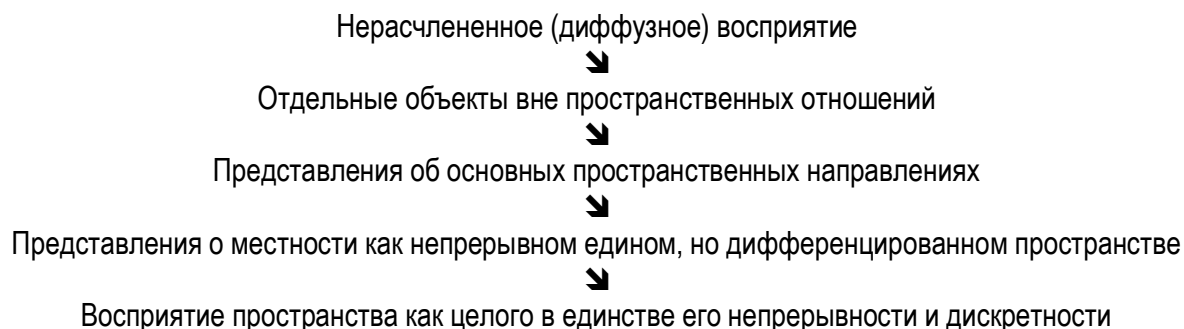 Нерасчлененное (диффузное) восприятие
Отдельные объекты вне пространственных отношений
Представления об основных пространственных направлениях
Представления о местности как непрерывном едином, но дифференцированном пространстве
Восприятие пространства как целого в единстве его непрерывности и дискретности